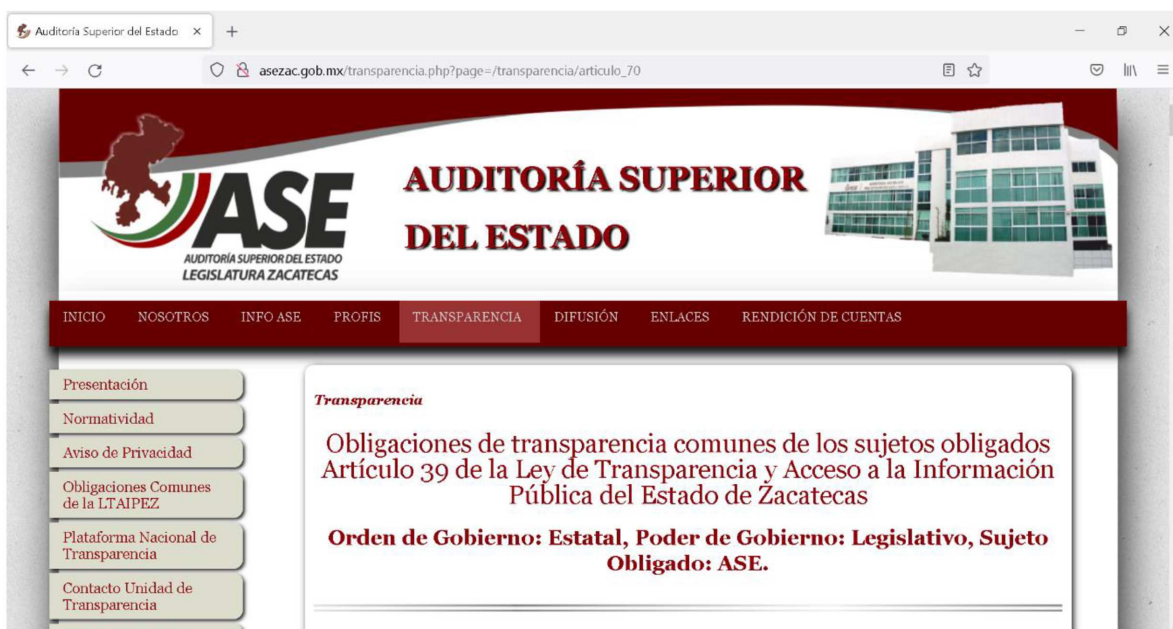 Auditoría Superior del Estado
asezac.gob.mx/transparencia.php?page=/transparencia/articulo_70
ASE
AUDITORÍA SUPERIOR DEL ESTADO
LEGISLATURA ZACATECAS
AUDITORÍA SUPERIOR
DEL ESTADO
INICIO NOSOTROS INFO ASE PROFIS TRANSPARENCIA DIFUSIÓN ENLACES RENDICIÓN DE CUENTAS
Presentación
Normatividad
Aviso de Privacidad
Obligaciones Comunes
de la LTAIPEZ
Plataforma Nacional de
Transparencia
Contacto Unidad de
Transparencia
Transparencia
Obligaciones de transparencia comunes de los sujetos obligados
Artículo 39 de la Ley de Transparencia y Acceso a la Información
Pública del Estado de Zacatecas
Orden de Gobierno: Estatal, Poder de Gobierno: Legislativo, Sujeto
Obligado: ASE.